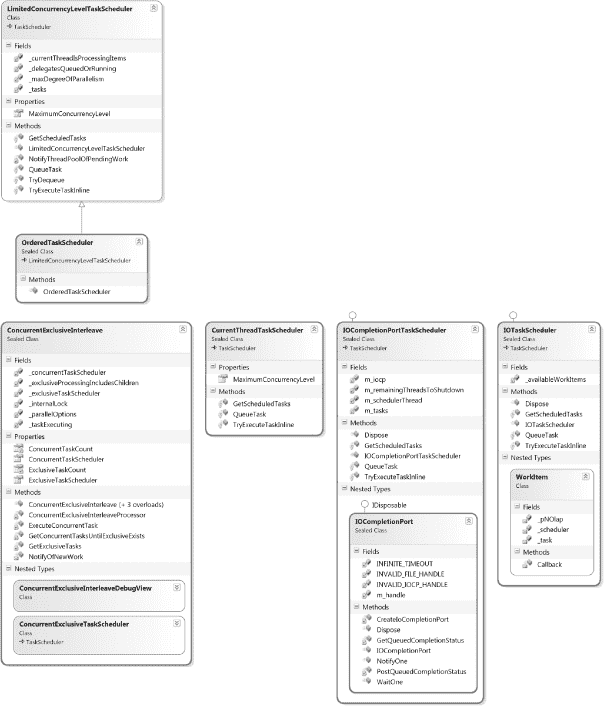 LimitedConcurrencyLevelTaskScheduler
Class
TaskScheduler
Fields
_currentThreadIsProcessingItems
_delegatesQueuedOrRunning
_maxDegreeOfParallelism
_tasks
Properties
MaximumConcurrencyLevel
Methods
GetScheduledTasks
LimitedConcurrencyLevelTaskScheduler
NotifyThreadPoolOfPendingWork
QueueTask
TryDequeue
TryExecuteTaskInline
OrderedTaskScheduler
Sealed Class
LimitedConcurrencyLevelTaskScheduler
Methods
OrderedTaskScheduler
ConcurrentExclusiveInterleave
Sealed Class
Fields
_concurrentTaskScheduler
_exclusiveProcessingIncludesChildren
_exclusiveTaskScheduler
_internalLock
_parallelOptions
_taskExecuting
Properties
ConcurrentTaskCount
ConcurrentTaskScheduler
ExclusiveTaskCount
ExclusiveTaskScheduler
Methods
ConcurrentExclusiveInterleave (+ 3 overloads)
ConcurrentExclusiveInterleaveProcessor
ExecuteConcurrentTask
GetConcurrentTasksUntilExclusiveExists
GetExclusiveTasks
NotifyOfNewWork
Nested Types
ConcurrentExclusiveInterleaveDebugView
Class
ConcurrentExclusiveTaskScheduler
Class
TaskScheduler
CurrentThreadTaskScheduler
Sealed Class
TaskScheduler
Properties
MaximumConcurrencyLevel
Methods
GetScheduledTasks
QueueTask
TryExecuteTaskInline
IOCompletionPortTaskScheduler
Sealed Class
TaskScheduler
Fields
m_iocp
m_remainingThreadsToShutdown
m_schedulerThread
m_tasks
Methods
Dispose
GetScheduledTasks
IOCompletionPortTaskScheduler
QueueTask
TryExecuteTaskInline
Nested Types
IDisposable
IOCompletionPort
Sealed Class
Fields
INFINITE_TIMEOUT
INVALID_FILE_HANDLE
INVALID_IOCP_HANDLE
m_handle
Methods
CreateIoCompletionPort
Dispose
GetQueuedCompletionStatus
IOCompletionPort
NotifyOne
PostQueuedCompletionStatus
WaitOne
IOTaskScheduler
Sealed Class
TaskScheduler
Fields
_availableWorkItems
Methods
Dispose
GetScheduledTasks
IOTaskScheduler
QueueTask
TryExecuteTaskInline
Nested Types
WorkItem
Class
Fields
_pNOlap
_scheduler
_task
Methods
Callback